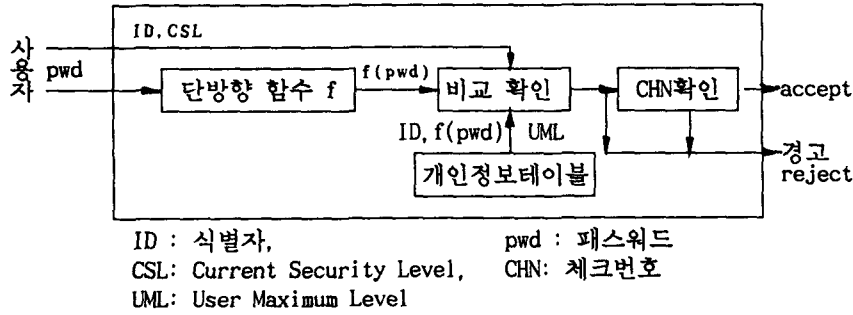 ID, CSL
사용자
pwd
단방향 함수 f
f(pwd)
비교 확인
CHN확인
accept
ID, f(pwd) UML
개인정보테이블
경고
reject
ID : 식별자, pwd : 패스워드
CSL: Current Security Level, CHN: 체크번호
UML: User Maximum Level